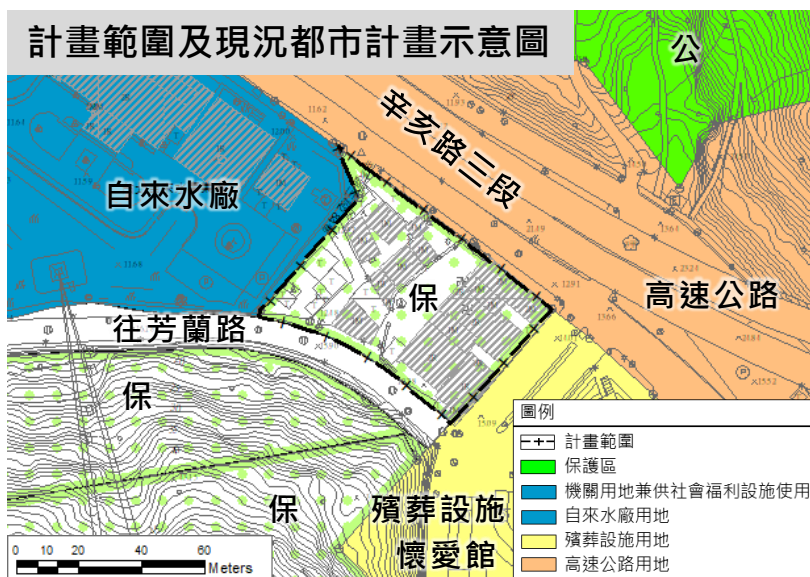 計畫範圍及現況都市計畫示意圖
公
辛亥路三段
自來水廠
保
高速公路
往芳蘭路
保
保
殯葬設施
懷愛館
圖例
計畫範圍
保護區
機關用地兼供社會福利設施使用
自來水廠用地
殯葬設施用地
高速公路用地
0 10 20 40 60
Meters